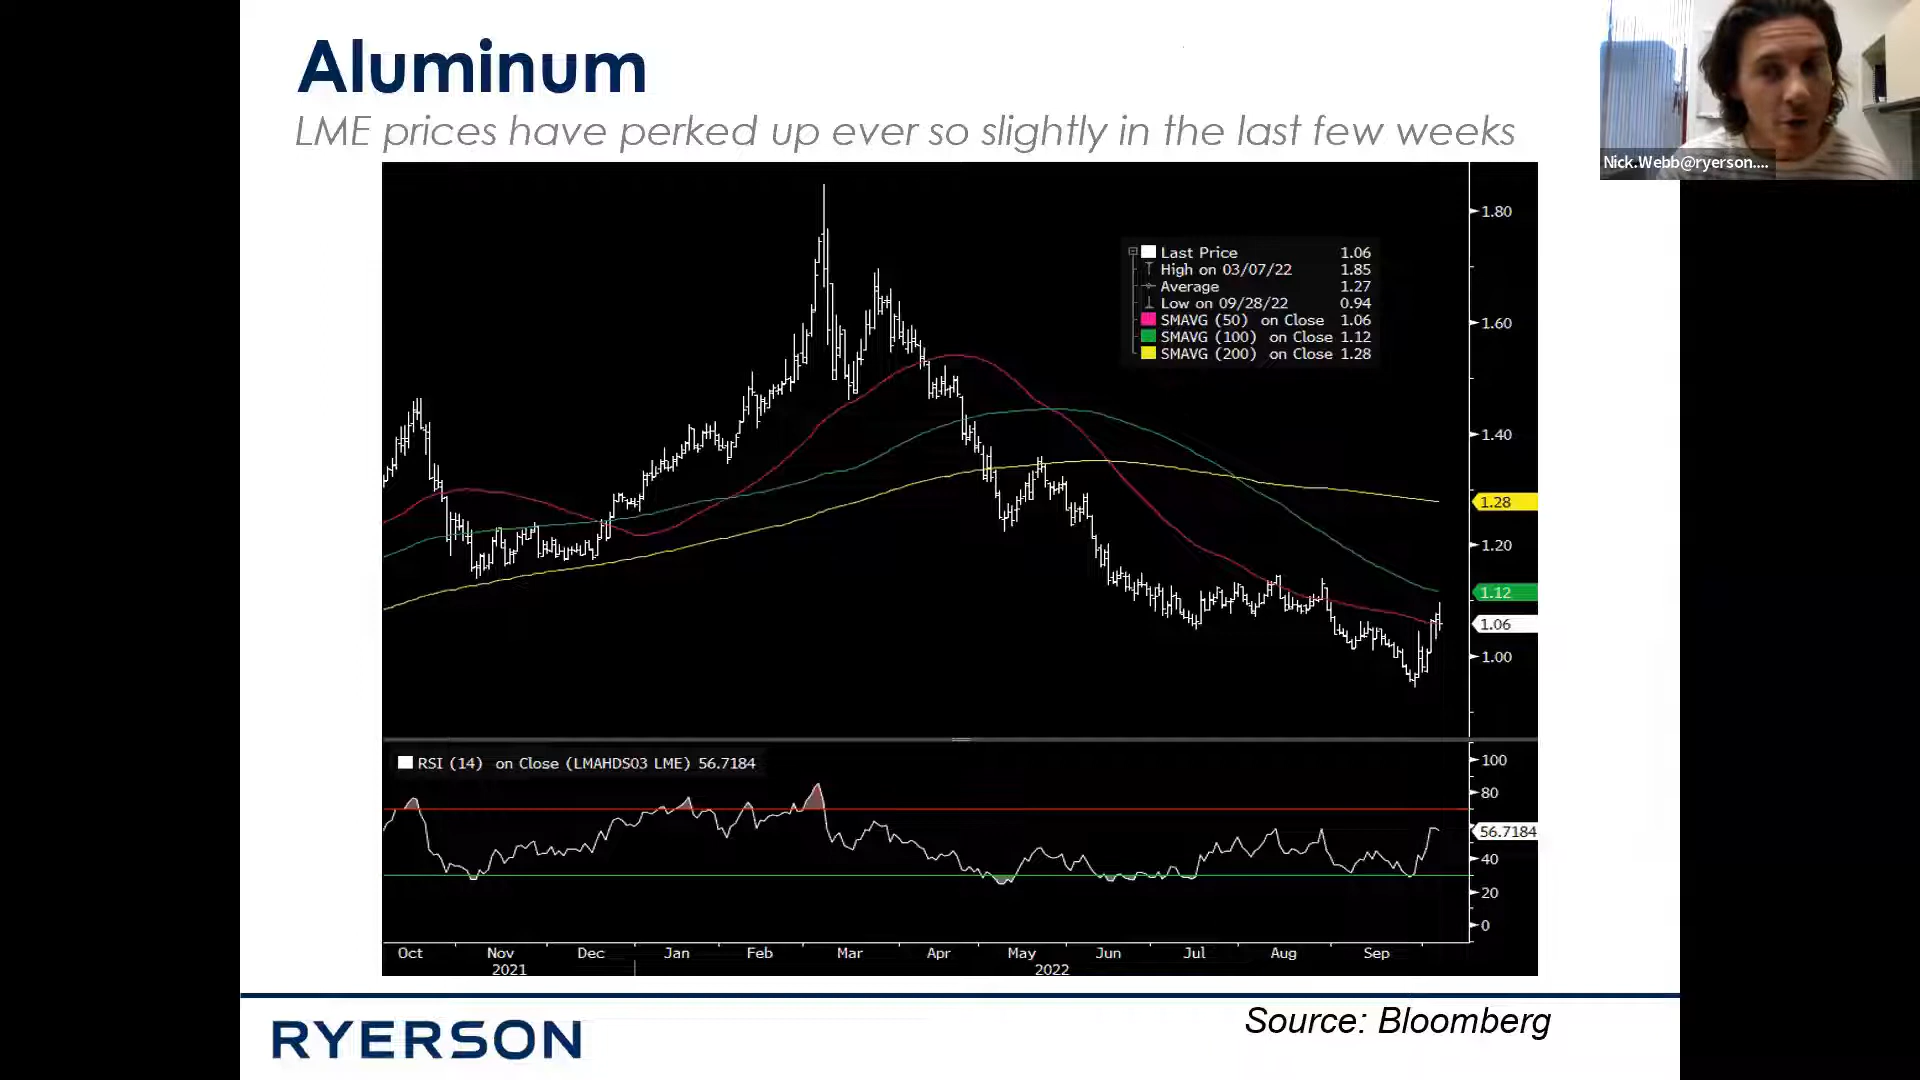 Aluminum
LME prices have perked up ever so slightly in the last few weeks
Nick.Webb@ryerson....
Last Price 1.06
High on 03/07/22 1.85
Average 1.27
Low on 09/28/22 0.94
SMAVG (50) on Close 1.06
SMAVG (100) on Close 1.12
SMAVG (200) on Close 1.28
1.80
1.60
1.40
1.28
1.20
1.12
1.06
1.00
RSI (14) on Close (LMAHDS03 LME) 56.7184
100
80
56.7184
40
20
0
Oct Nov Dec Jan Feb Mar Apr May Jun Jul Aug Sep
2021 2022
RYERSON
Source: Bloomberg